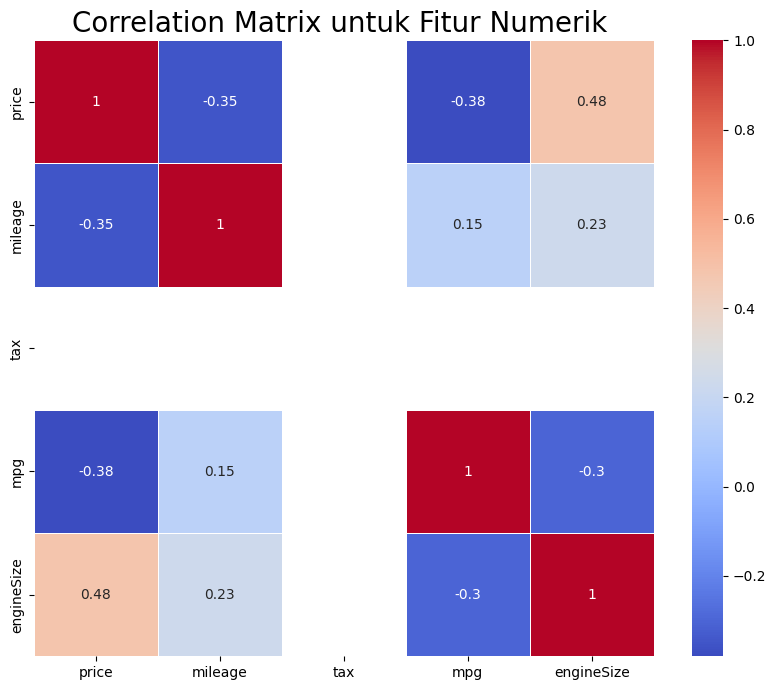 Correlation Matrix untuk Fitur Numerik
price 1 -0.35 -0.38 0.48
mileage -0.35 1 0.15 0.23
tax
mpg -0.38 0.15 1 -0.3
engineSize 0.48 0.23 -0.3 1
price mileage tax mpg engineSize
1.0
0.8
0.6
0.4
0.2
0.0
−0.2